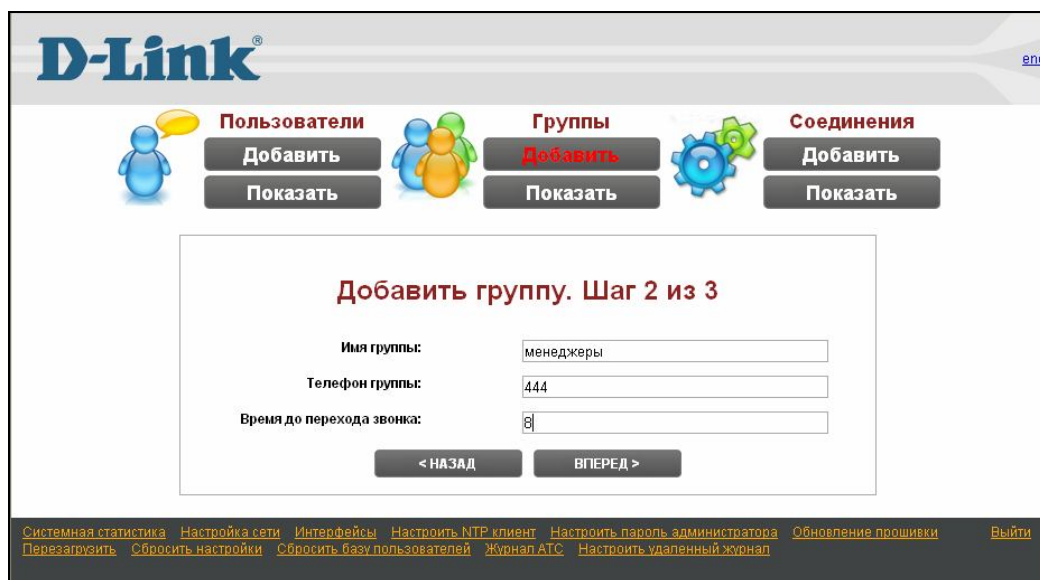 D-Link®
Пользователи Группы Соединения
Добавить Добавить Добавить
Показать Показать Показать
Добавить группу. Шаг 2 из 3
Имя группы: менеджеры
Телефон группы: 444
Время до перехода звонка: 8
< НАЗАД ВПЕРЕД >
Системная статистика Настройка сети Интерфейсы Настроить NTP клиент Настроить пароль администратора Обновление прошивки Выйти
Перезагрузить Сбросить настройки Сбросить базу пользователей Журнал АТС Настроить удаленный журнал